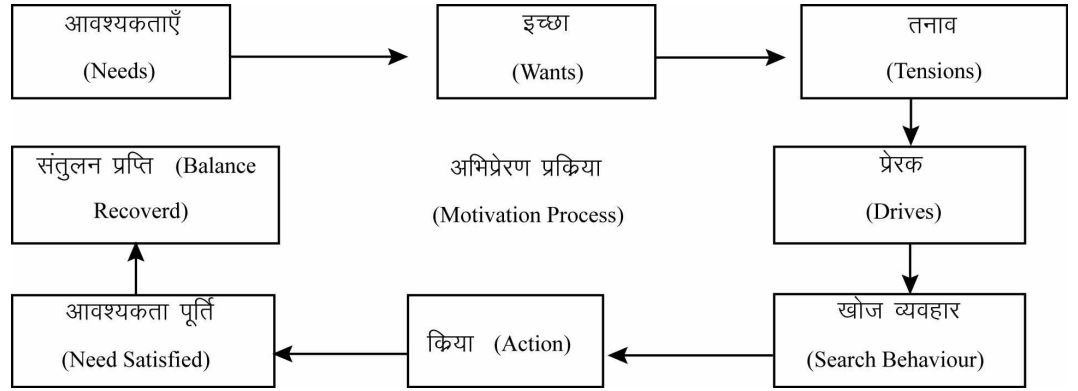 आवश्यकताएँ
(Needs)
इच्छा
(Wants)
तनाव
(Tensions)
प्रेरक
(Drives)
खोज व्यवहार
(Search Behaviour)
क्रिया (Action)
आवश्यकता पूर्ति
(Need Satisfied)
संतुलन प्रप्ति (Balance
Recoverd)
अभिप्रेरण प्रक्रिया
(Motivation Process)